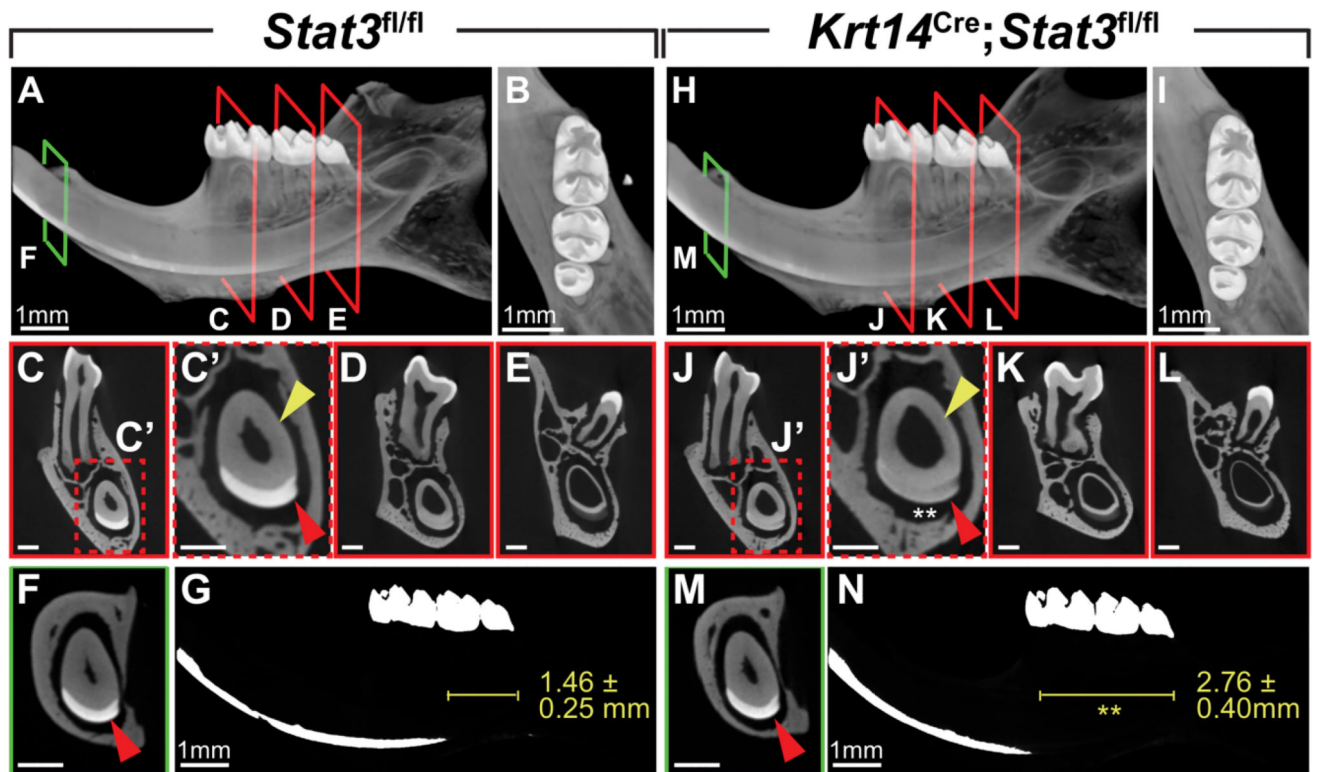 Stat3fl/fl
Krt14Cre;Stat3fl/fl
A
B
H
I
F
C
D
E
M
J
K
L
1mm
1mm
1mm
1mm
C
C’
C’
D
E
J
J’
J’
**
K
L
F
G
1.46 ±
0.25 mm
1mm
M
N
2.76 ±
0.40mm
**
1mm